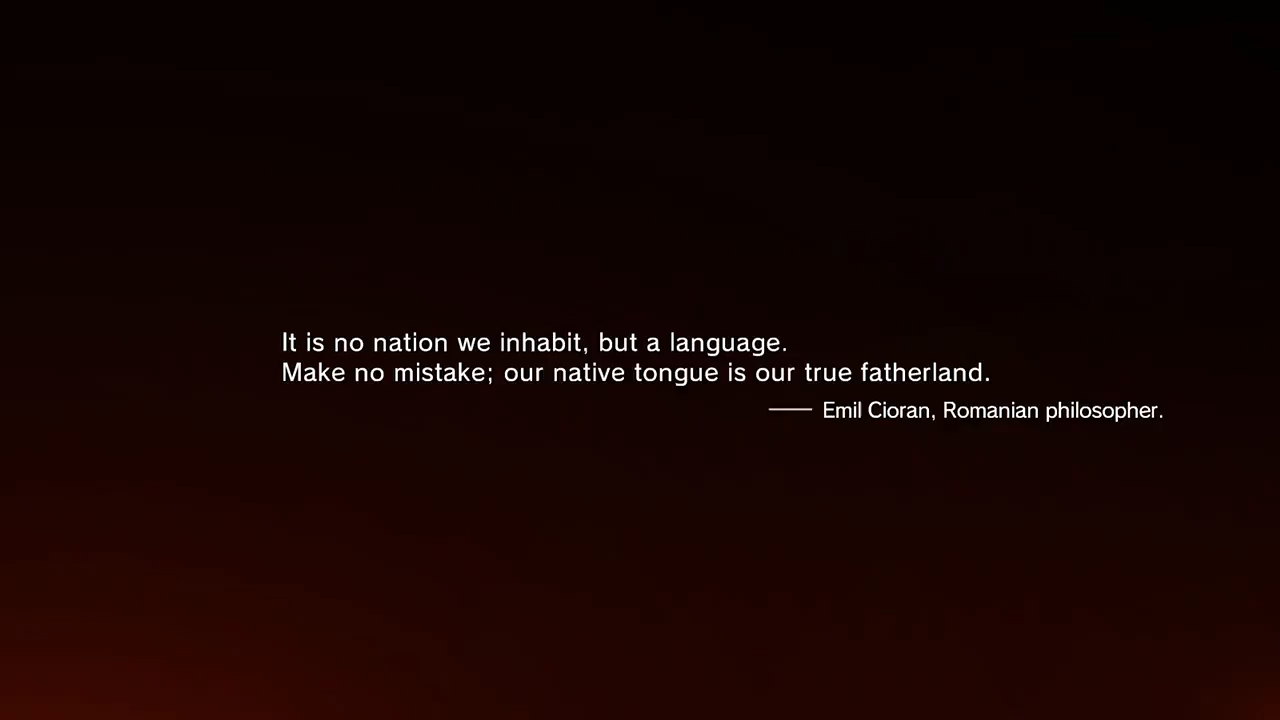 It is no nation we inhabit, but a language.
Make no mistake; our native tongue is our true fatherland.
—— Emil Cioran, Romanian philosopher.